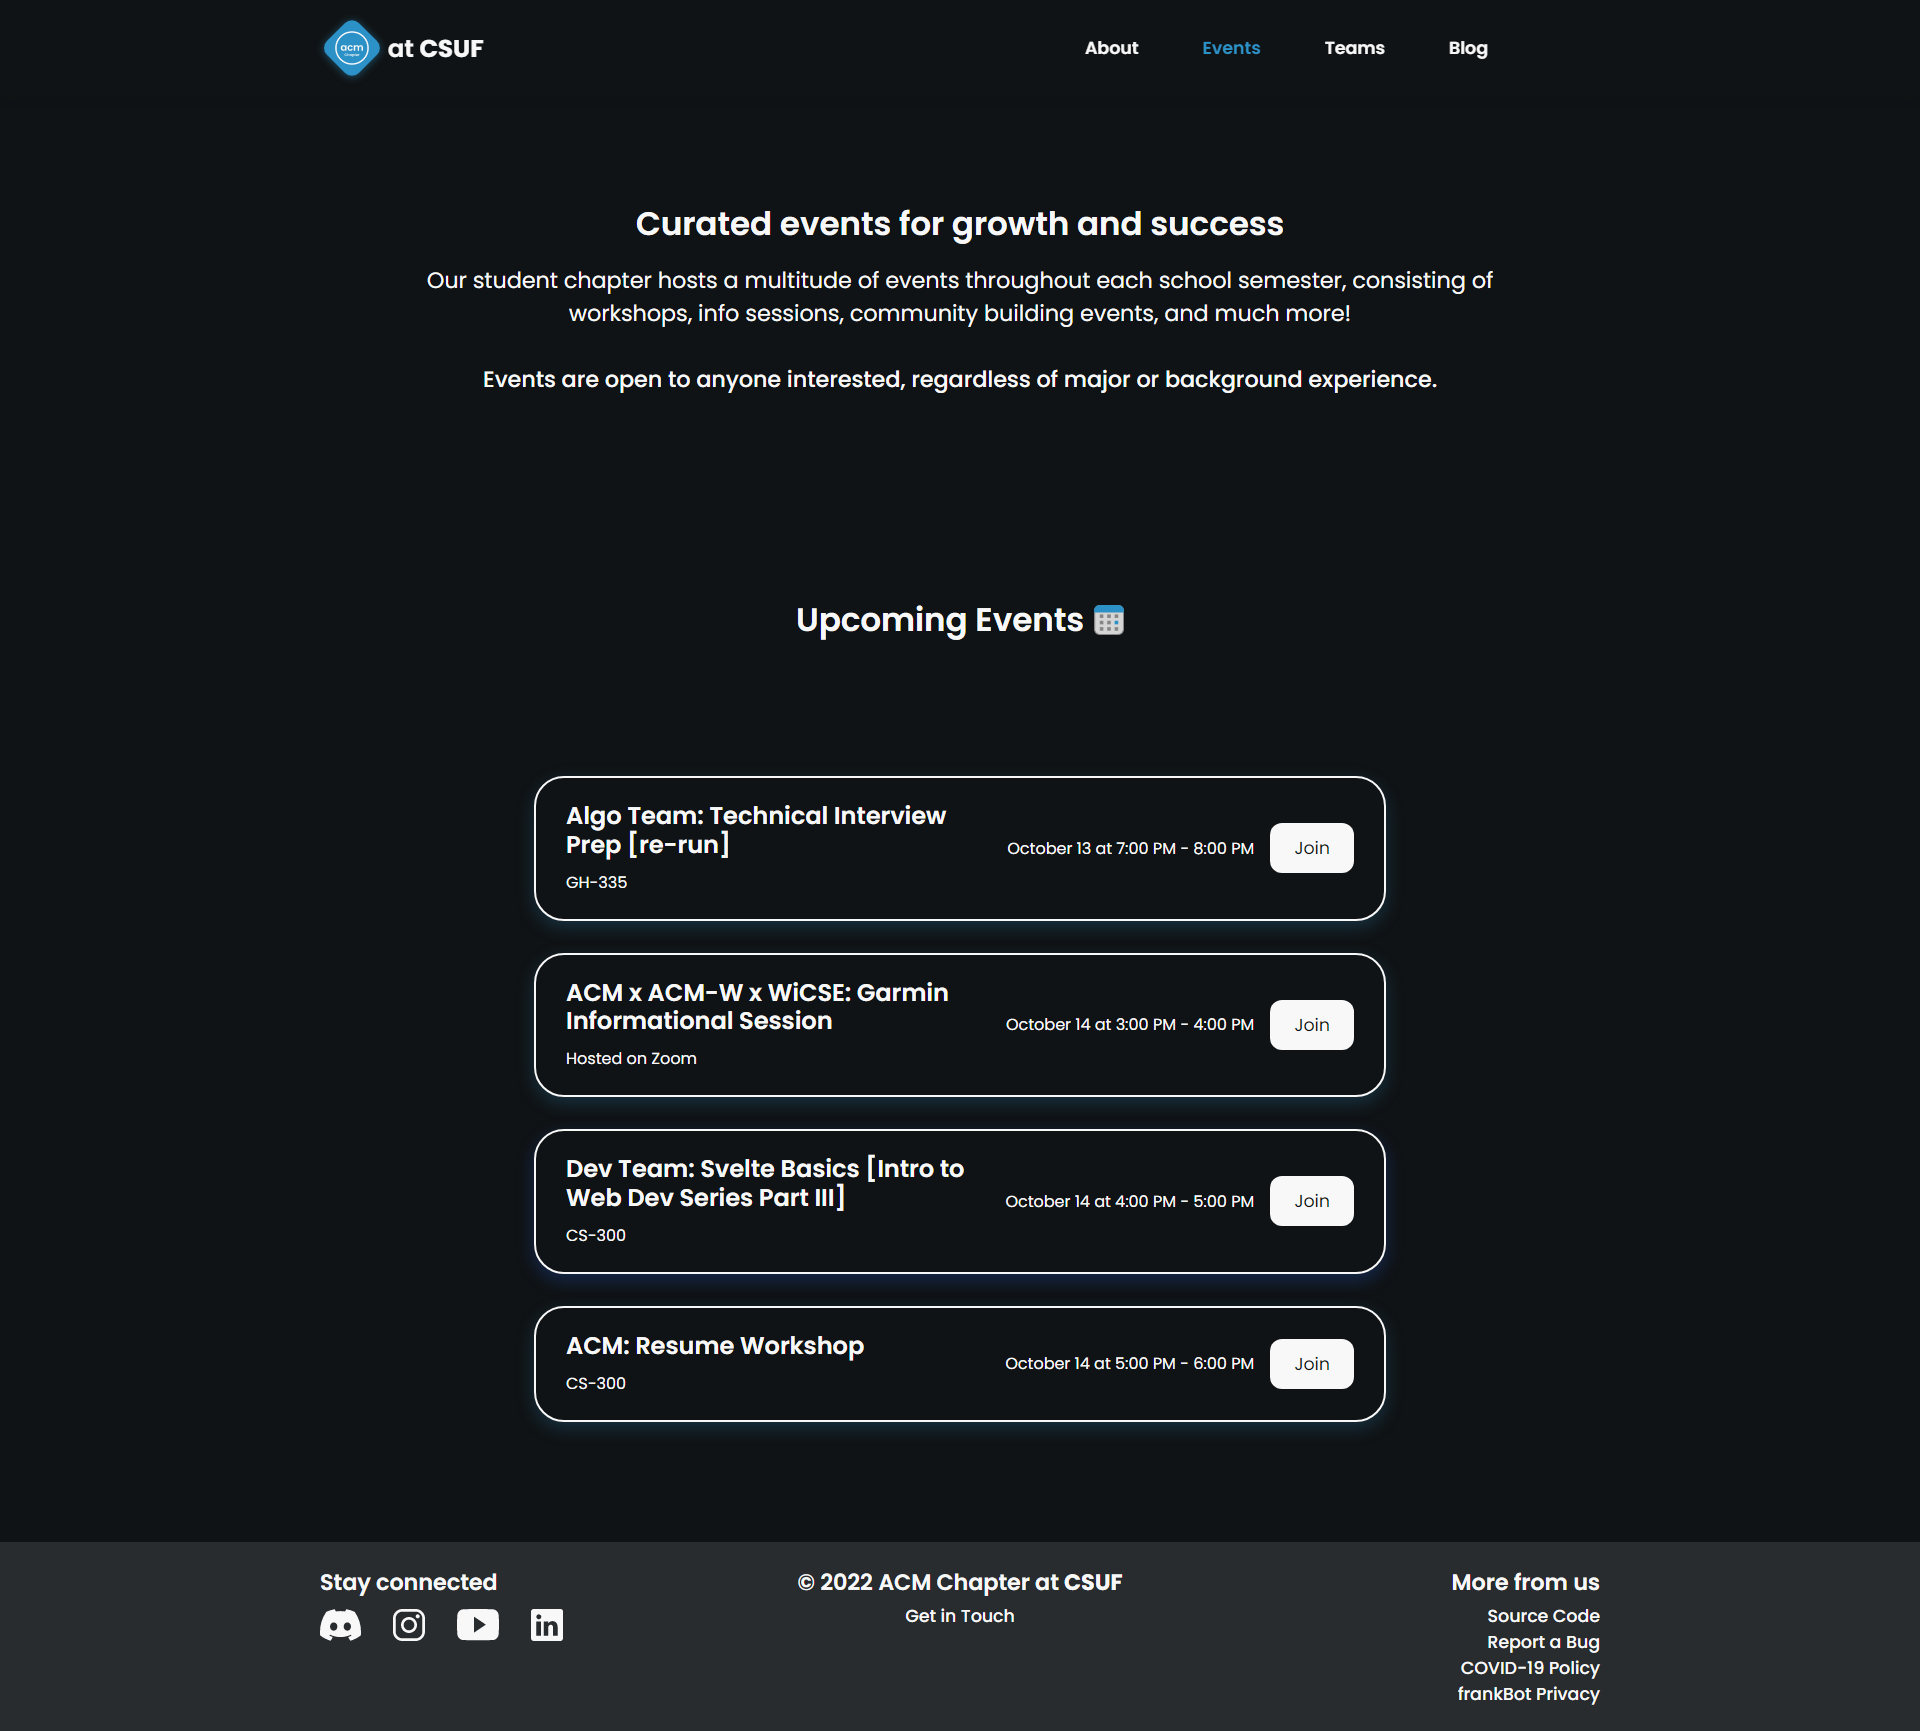 acm
Chapter
at CSUF
About
Events
Teams
Blog
Curated events for growth and success
Our student chapter hosts a multitude of events throughout each school semester, consisting of
workshops, info sessions, community building events, and much more!
Events are open to anyone interested, regardless of major or background experience.
Upcoming Events
Algo Team: Technical Interview
Prep [re-run]
GH-335
October 13 at 7:00 PM - 8:00 PM
Join
ACM x ACM-W x WiCSE: Garmin
Informational Session
Hosted on Zoom
October 14 at 3:00 PM - 4:00 PM
Join
Dev Team: Svelte Basics [Intro to
Web Dev Series Part III]
CS-300
October 14 at 4:00 PM - 5:00 PM
Join
ACM: Resume Workshop
CS-300
October 14 at 5:00 PM - 6:00 PM
Join
Stay connected
in
© 2022 ACM Chapter at CSUF
Get in Touch
More from us
Source Code
Report a Bug
COVID-19 Policy
frankBot Privacy